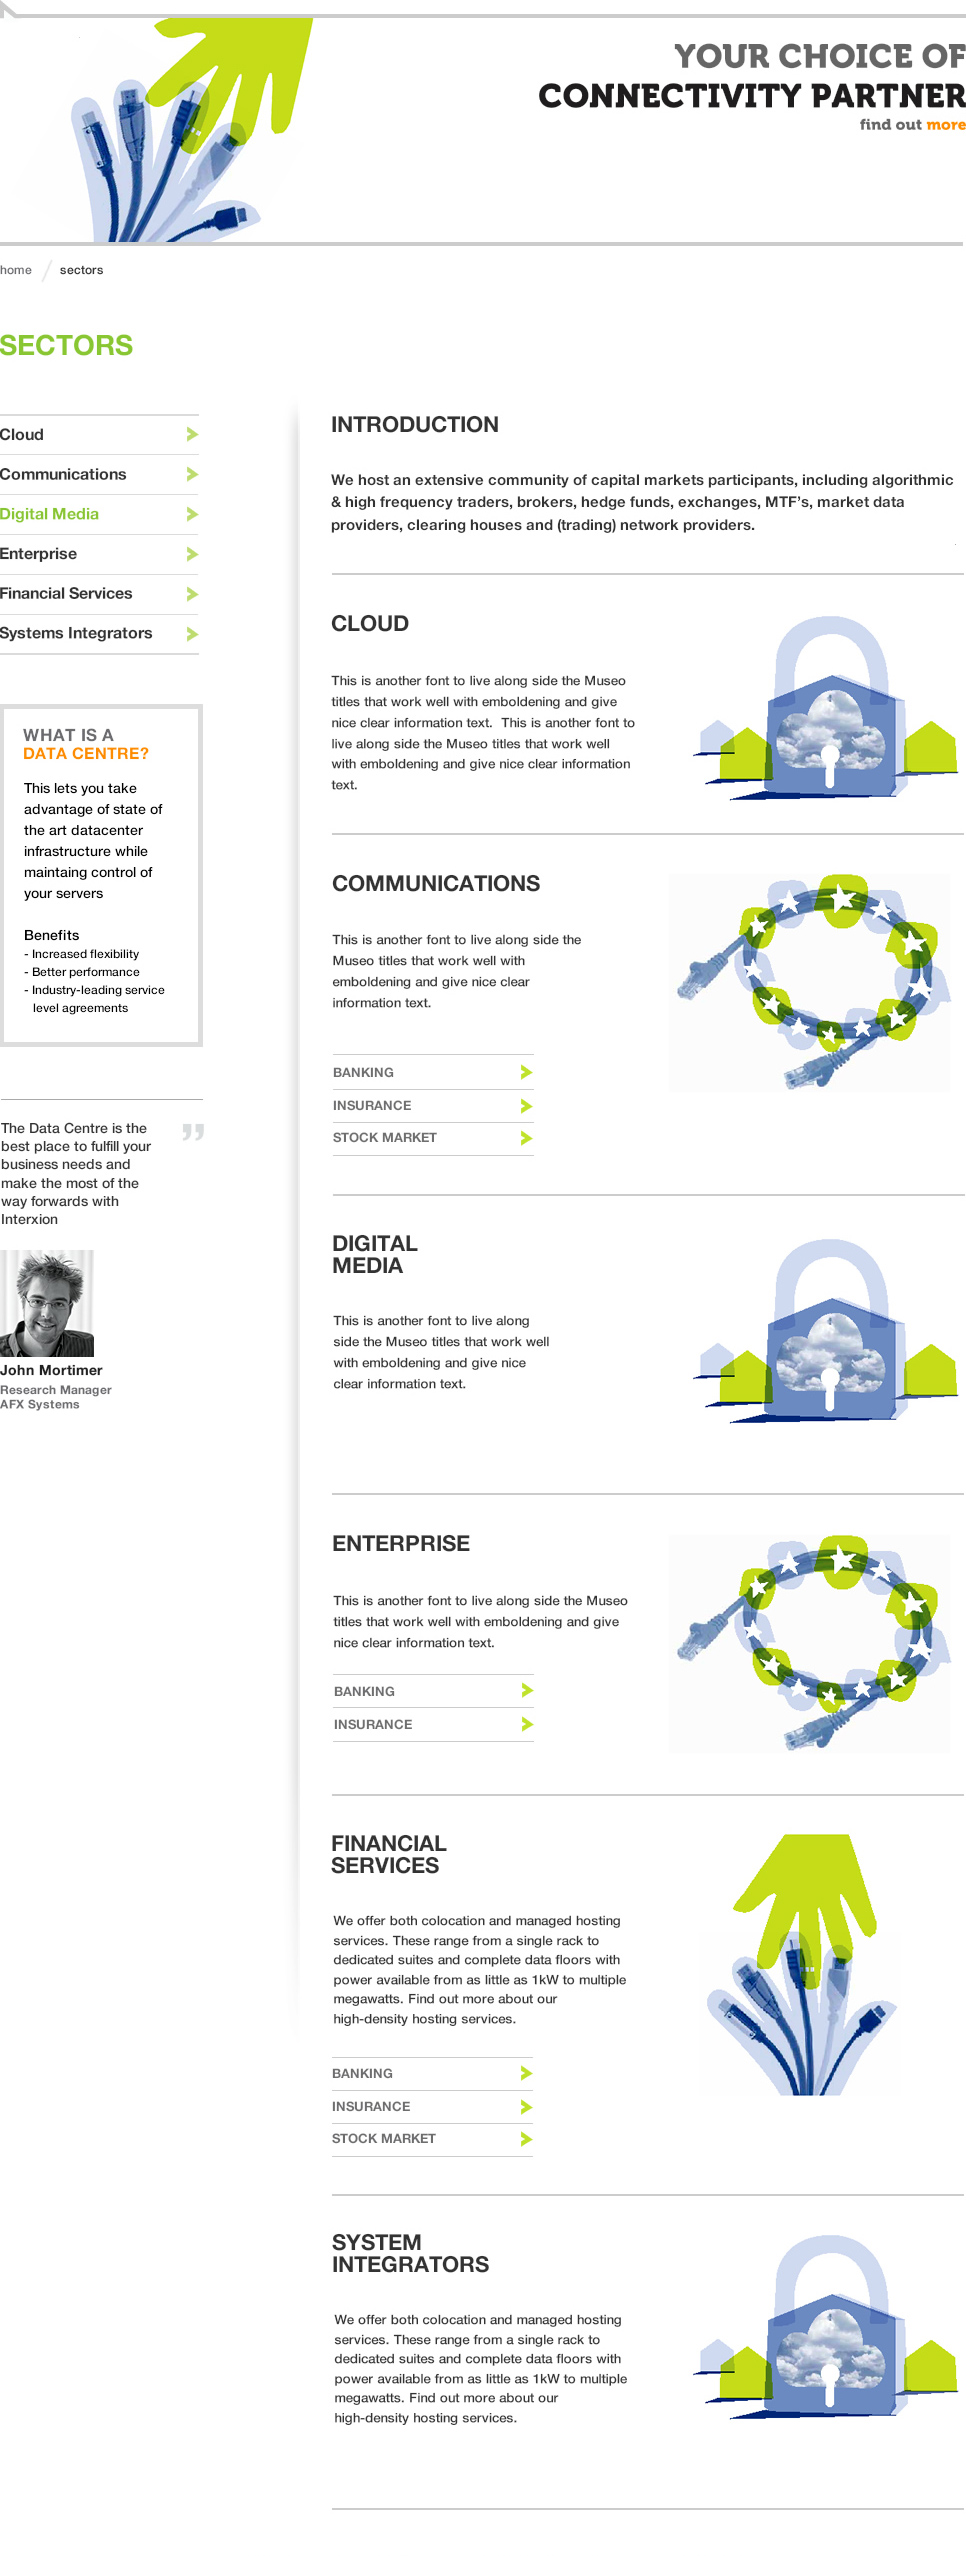 YOUR CHOICE OF
CONNECTIVITY PARTNER
find out more
home / sectors
SECTORS
Cloud
Communications
Digital Media
Enterprise
Financial Services
Systems Integrators
WHAT IS A
DATA CENTRE?
This lets you take
advantage of state of
the art datacenter
infrastructure while
maintaing control of
your servers
Benefits
- Increased flexibility
- Better performance
- Industry-leading service
level agreements
The Data Centre is the
best place to fulfill your
business needs and
make the most of the
way forwards with
Interxion
”
John Mortimer
Research Manager
AFX Systems
INTRODUCTION
We host an extensive community of capital markets participants, including algorithmic
& high frequency traders, brokers, hedge funds, exchanges, MTF’s, market data
providers, clearing houses and (trading) network providers.
CLOUD
This is another font to live along side the Museo
titles that work well with emboldening and give
nice clear information text.  This is another font to
live along side the Museo titles that work well
with emboldening and give nice clear information
text.
COMMUNICATIONS
This is another font to live along side the
Museo titles that work well with
emboldening and give nice clear
information text.
BANKING
INSURANCE
STOCK MARKET
DIGITAL
MEDIA
This is another font to live along
side the Museo titles that work well
with emboldening and give nice
clear information text.
ENTERPRISE
This is another font to live along side the Museo
titles that work well with emboldening and give
nice clear information text.
BANKING
INSURANCE
FINANCIAL
SERVICES
We offer both colocation and managed hosting
services. These range from a single rack to
dedicated suites and complete data floors with
power available from as little as 1kW to multiple
megawatts. Find out more about our
high-density hosting services.
BANKING
INSURANCE
STOCK MARKET
SYSTEM
INTEGRATORS
We offer both colocation and managed hosting
services. These range from a single rack to
dedicated suites and complete data floors with
power available from as little as 1kW to multiple
megawatts. Find out more about our
high-density hosting services.